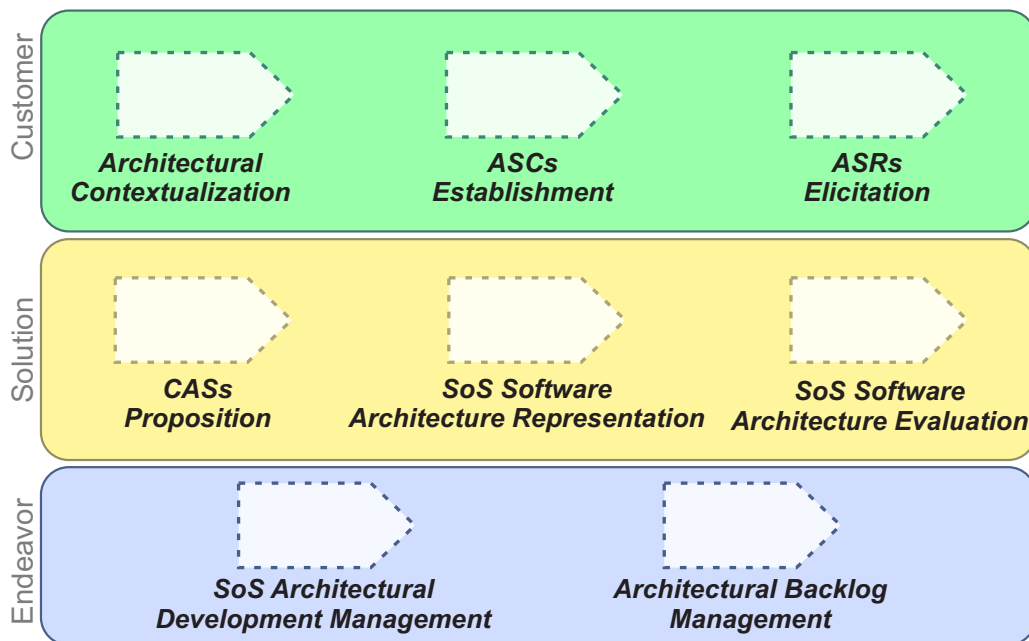 Customer
Architectural
Contextualization
ASCs
Establishment
ASRs
Elicitation
Solution
CASs
Proposition
SoS Software
Architecture Representation
SoS Software
Architecture Evaluation
Endeavor
SoS Architectural
Development Management
Architectural Backlog
Management